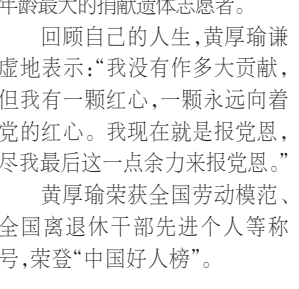 年龄最大的捐献遗体志愿者。
回顾自己的人生,黄厚瑜谦
虚地表示:“我没有作多大贡献,
但我有一颗红心,一颗永远向着
党的红心。我现在就是报党恩,
尽我最后这一点余力来报党恩。”
黄厚瑜荣获全国劳动模范、
全国离退休干部先进个人等称
号,荣登“中国好人榜”。